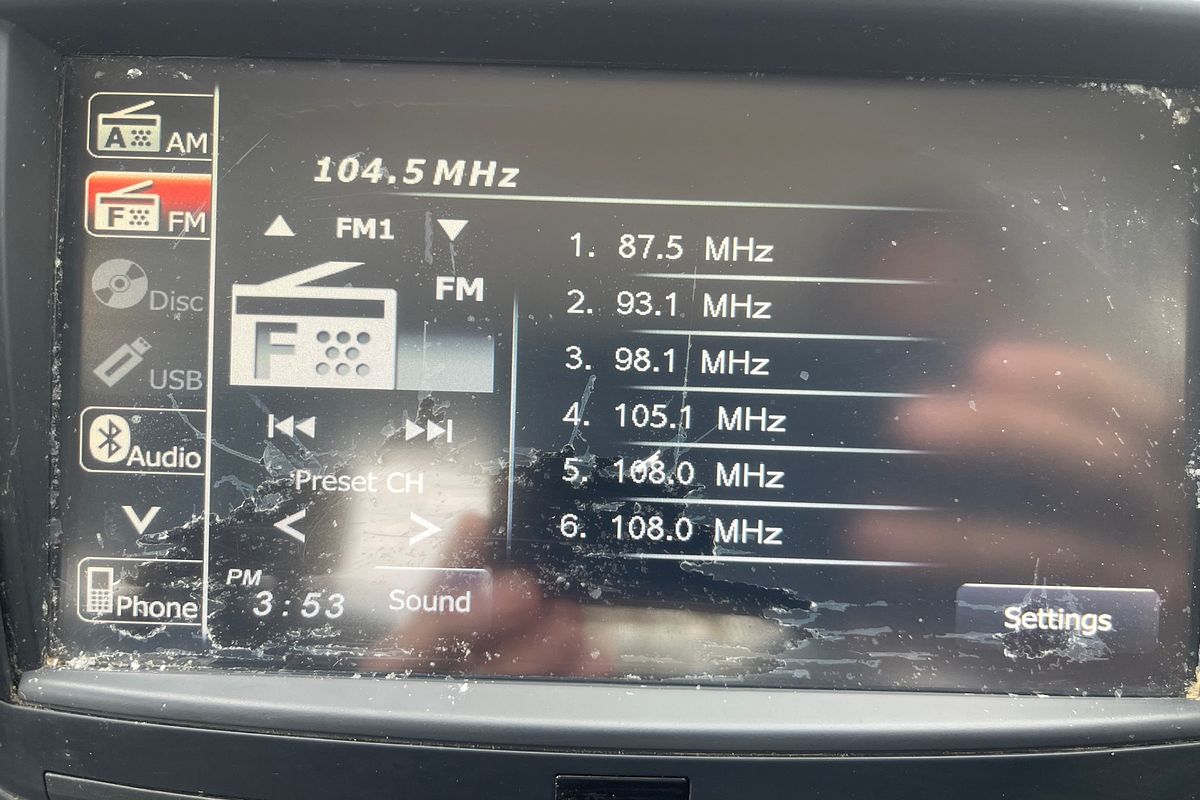 AM
FM
Disc
USB
Audio
Phone
104.5 MHz
FM1
FM
Preset CH
PM
3:53
Sound
1. 87.5 MHz
2. 93.1 MHz
3. 98.1 MHz
4. 105.1 MHz
5. 108.0 MHz
6. 108.0 MHz
Settings